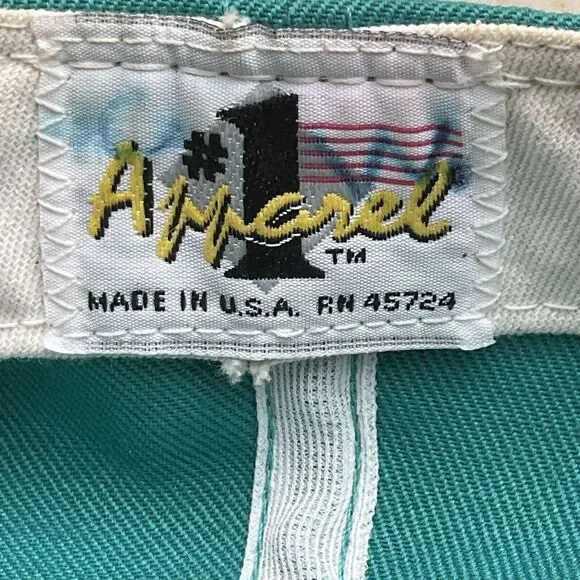 #1
Apparel
TM
MADE IN U.S.A. RN 45724